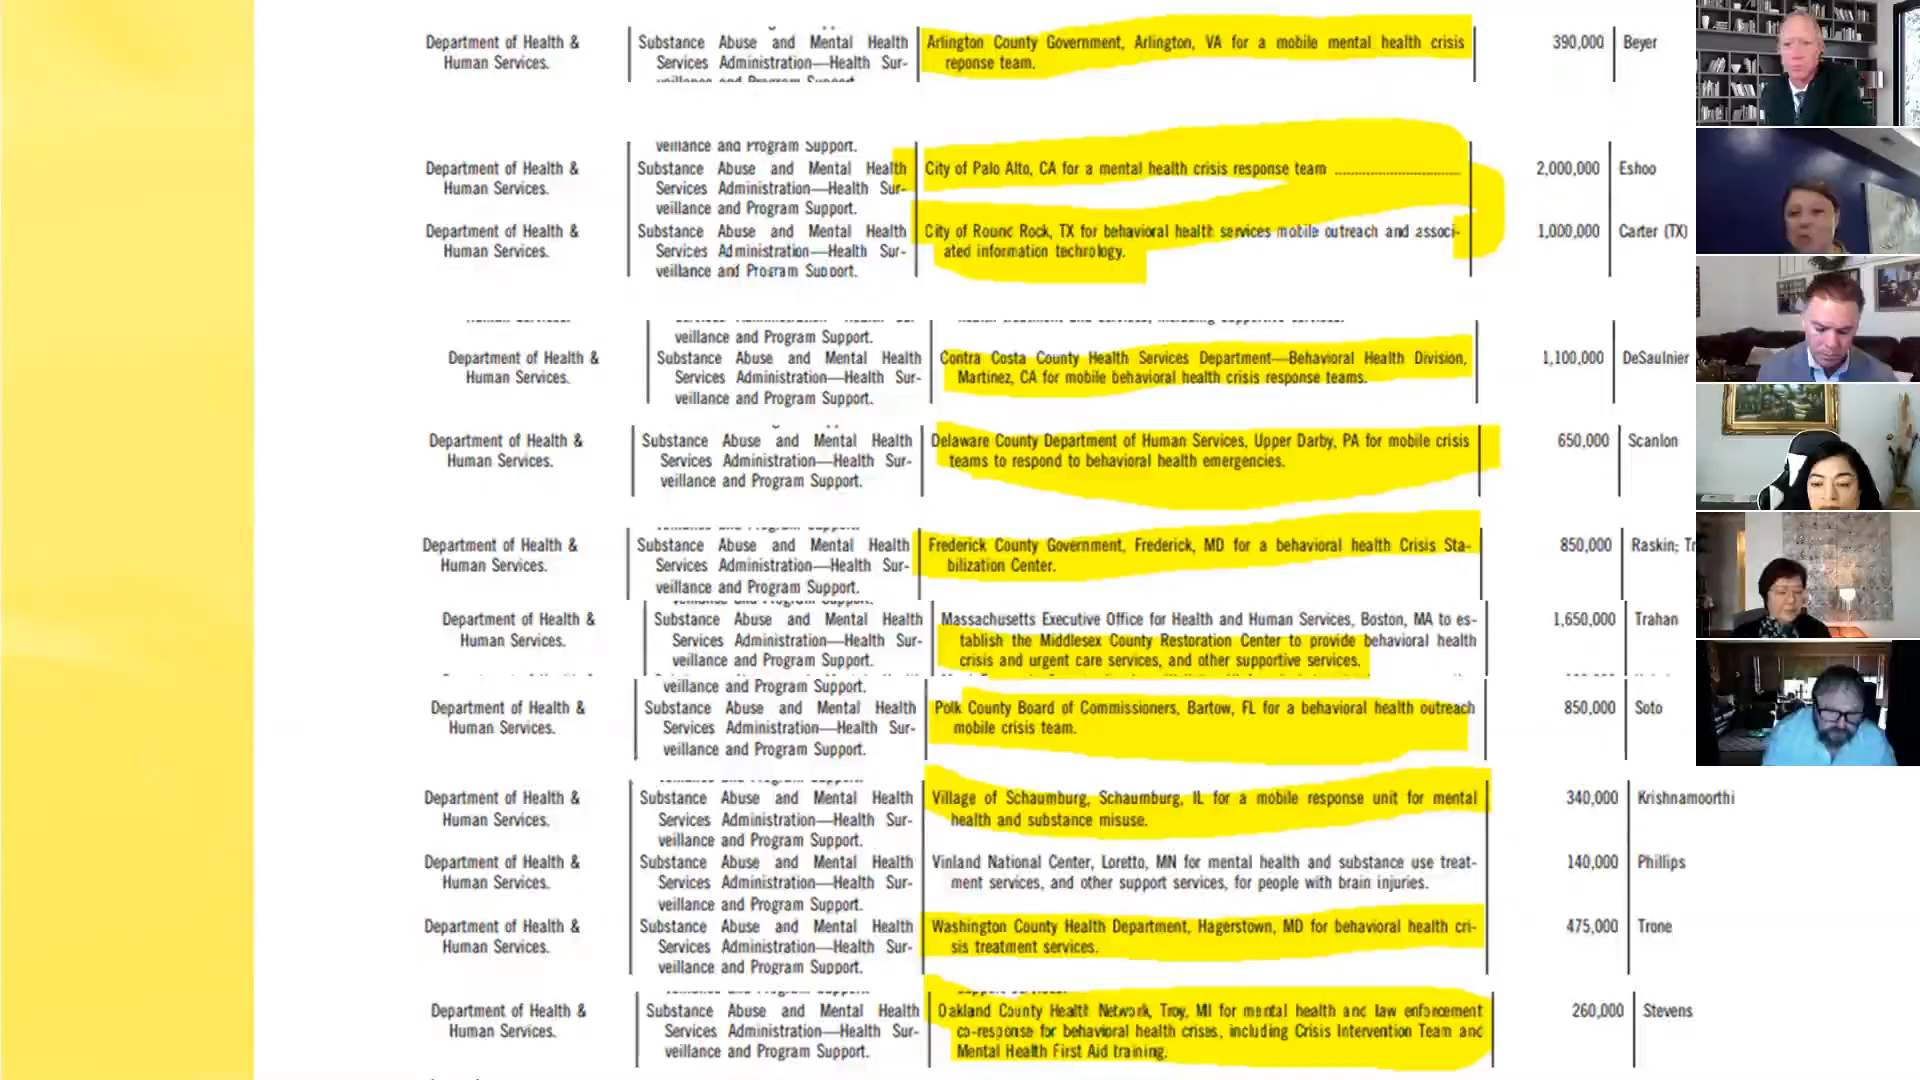 Department of Health & Substance Abuse and Mental Health Arlington County Government, Arlington, VA for a mobile mental health crisis 390,000 Beyer
Human Services. Services Administration—Health Sur- reponse team.
veillance and Program Support.
veillance and Program Support.
Department of Health & Substance Abuse and Mental Health City of Palo Alto, CA for a mental health crisis response team 2,000,000 Eshoo
Human Services. Services Administration—Health Sur-
veillance and Program Support.
Department of Health & Substance Abuse and Mental Health City of Round Rock, TX for behavioral health services mobile outreach and associ- 1,000,000 Carter (TX)
Human Services. Services Administration—Health Sur- ated information technology.
veillance and Program Support.
veillance and Program Support.
Department of Health & Substance Abuse and Mental Health Contra Costa County Health Services Department—Behavioral Health Division, 1,100,000 DeSaulnier
Human Services. Services Administration—Health Sur- Martinez, CA for mobile behavioral health crisis response teams.
veillance and Program Support.
Department of Health & Substance Abuse and Mental Health Delaware County Department of Human Services, Upper Darby, PA for mobile crisis 650,000 Scanlon
Human Services. Services Administration—Health Sur- teams to respond to behavioral health emergencies.
veillance and Program Support.
Department of Health & Substance Abuse and Mental Health Frederick County Government, Frederick, MD for a behavioral health Crisis Sta- 850,000 Raskin; Tr
Human Services. Services Administration—Health Sur- bilization Center.
veillance and Program Support.
Department of Health & Substance Abuse and Mental Health Massachusetts Executive Office for Health and Human Services, Boston, MA to es- 1,650,000 Trahan
Human Services. Services Administration—Health Sur- tablish the Middlesex County Restoration Center to provide behavioral health
veillance and Program Support. crisis and urgent care services, and other supportive services.
veillance and Program Support.
Department of Health & Substance Abuse and Mental Health Polk County Board of Commissioners, Bartow, FL for a behavioral health outreach 850,000 Soto
Human Services. Services Administration—Health Sur- mobile crisis team.
veillance and Program Support.
Department of Health & Substance Abuse and Mental Health Village of Schaumburg, Schaumburg, IL for a mobile response unit for mental 340,000 Krishnamoorthi
Human Services. Services Administration—Health Sur- health and substance misuse.
veillance and Program Support.
Department of Health & Substance Abuse and Mental Health Vinland National Center, Loretto, MN for mental health and substance use treat- 140,000 Phillips
Human Services. Services Administration—Health Sur- ment services, and other support services, for people with brain injuries.
veillance and Program Support.
Department of Health & Substance Abuse and Mental Health Washington County Health Department, Hagerstown, MD for behavioral health cri- 475,000 Trone
Human Services. Services Administration—Health Sur- sis treatment services.
veillance and Program Support.
Department of Health & Substance Abuse and Mental Health Oakland County Health Network, Troy, MI for mental health and law enforcement 260,000 Stevens
Human Services. Services Administration—Health Sur- co-response for behavioral health crises, including Crisis Intervention Team and
veillance and Program Support. Mental Health First Aid training.